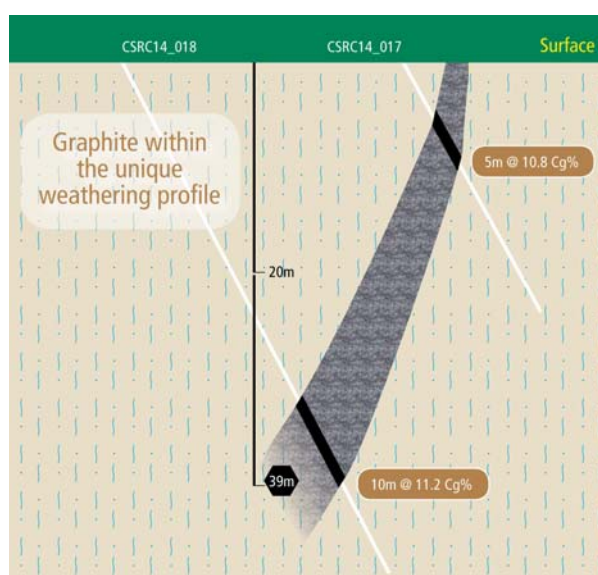 CSRC14_018
CSRC14_017
Surface
Graphite within
the unique
weathering profile
5m @ 10.8 Cg%
20m
39m
10m @ 11.2 Cg%